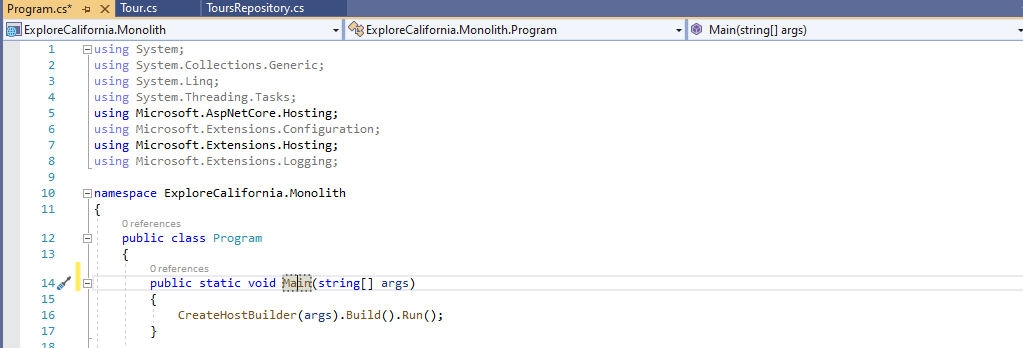 Program.cs* Tour.cs ToursRepository.cs
ExploreCalifornia.Monolith ExploreCalifornia.Monolith.Program Main(string[] args)
1 using System;
2 using System.Collections.Generic;
3 using System.Linq;
4 using System.Threading.Tasks;
5 using Microsoft.AspNetCore.Hosting;
6 using Microsoft.Extensions.Configuration;
7 using Microsoft.Extensions.Hosting;
8 using Microsoft.Extensions.Logging;
9
10 namespace ExploreCalifornia.Monolith
11 {
0 references
12 public class Program
13 {
0 references
14 public static void Main(string[] args)
15 {
16 CreateHostBuilder(args).Build().Run();
17 }
18